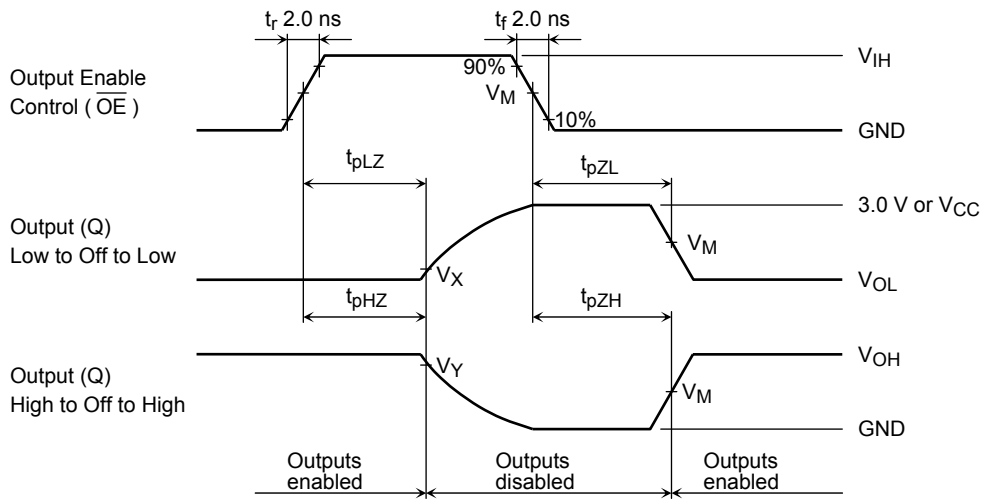 tr 2.0 ns
tf 2.0 ns
Output Enable
Control ( OE )
90%
VM
10%
VIH
GND
tpLZ
tpZL
Output (Q)
Low to Off to Low
3.0 V or VCC
VM
VX
VOL
tpHZ
tpZH
Output (Q)
High to Off to High
VY
VOH
VM
GND
Outputs
enabled
Outputs
disabled
Outputs
enabled